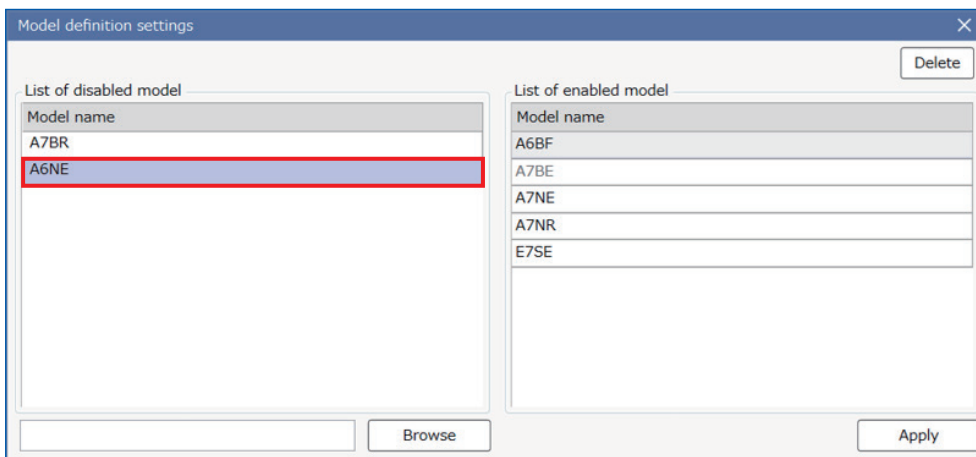 Model definition settings
Delete
List of disabled model
Model name
A7BR
A6NE
List of enabled model
Model name
A6BF
A7BE
A7NE
A7NR
E7SE
Browse
Apply